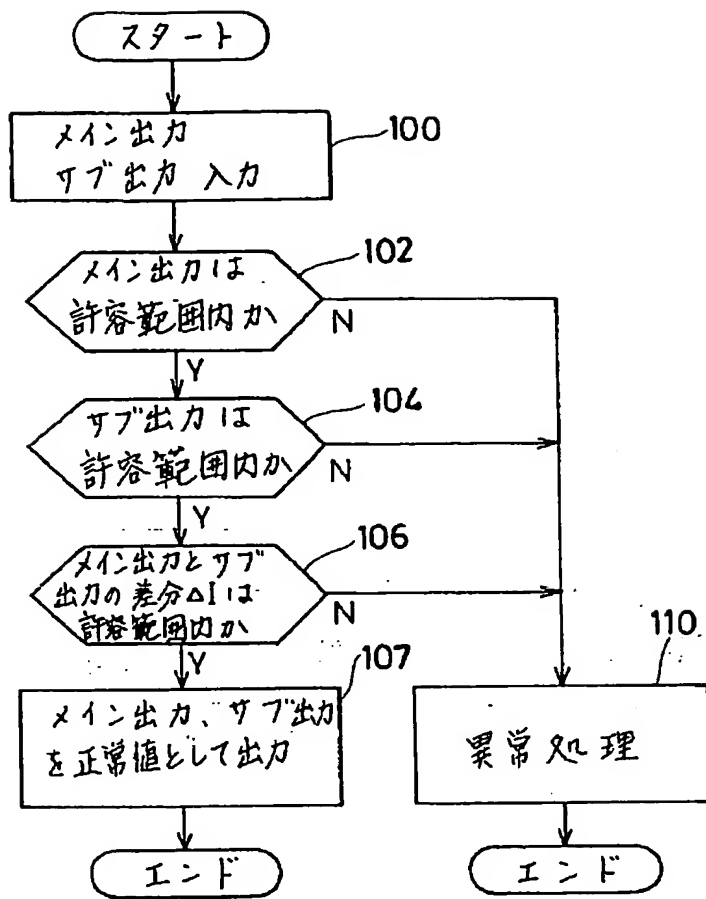 スタート
メイン出力
サブ出力 入力
100
メイン出力は
許容範囲内か
102
N
Y
サブ出力は
許容範囲内か
104
N
Y
メイン出力とサブ
出力の差分ΔIは
許容範囲内か
106
N
Y
メイン出力、サブ出力
を正常値として出力
107
異常処理
110
エンド
エンド